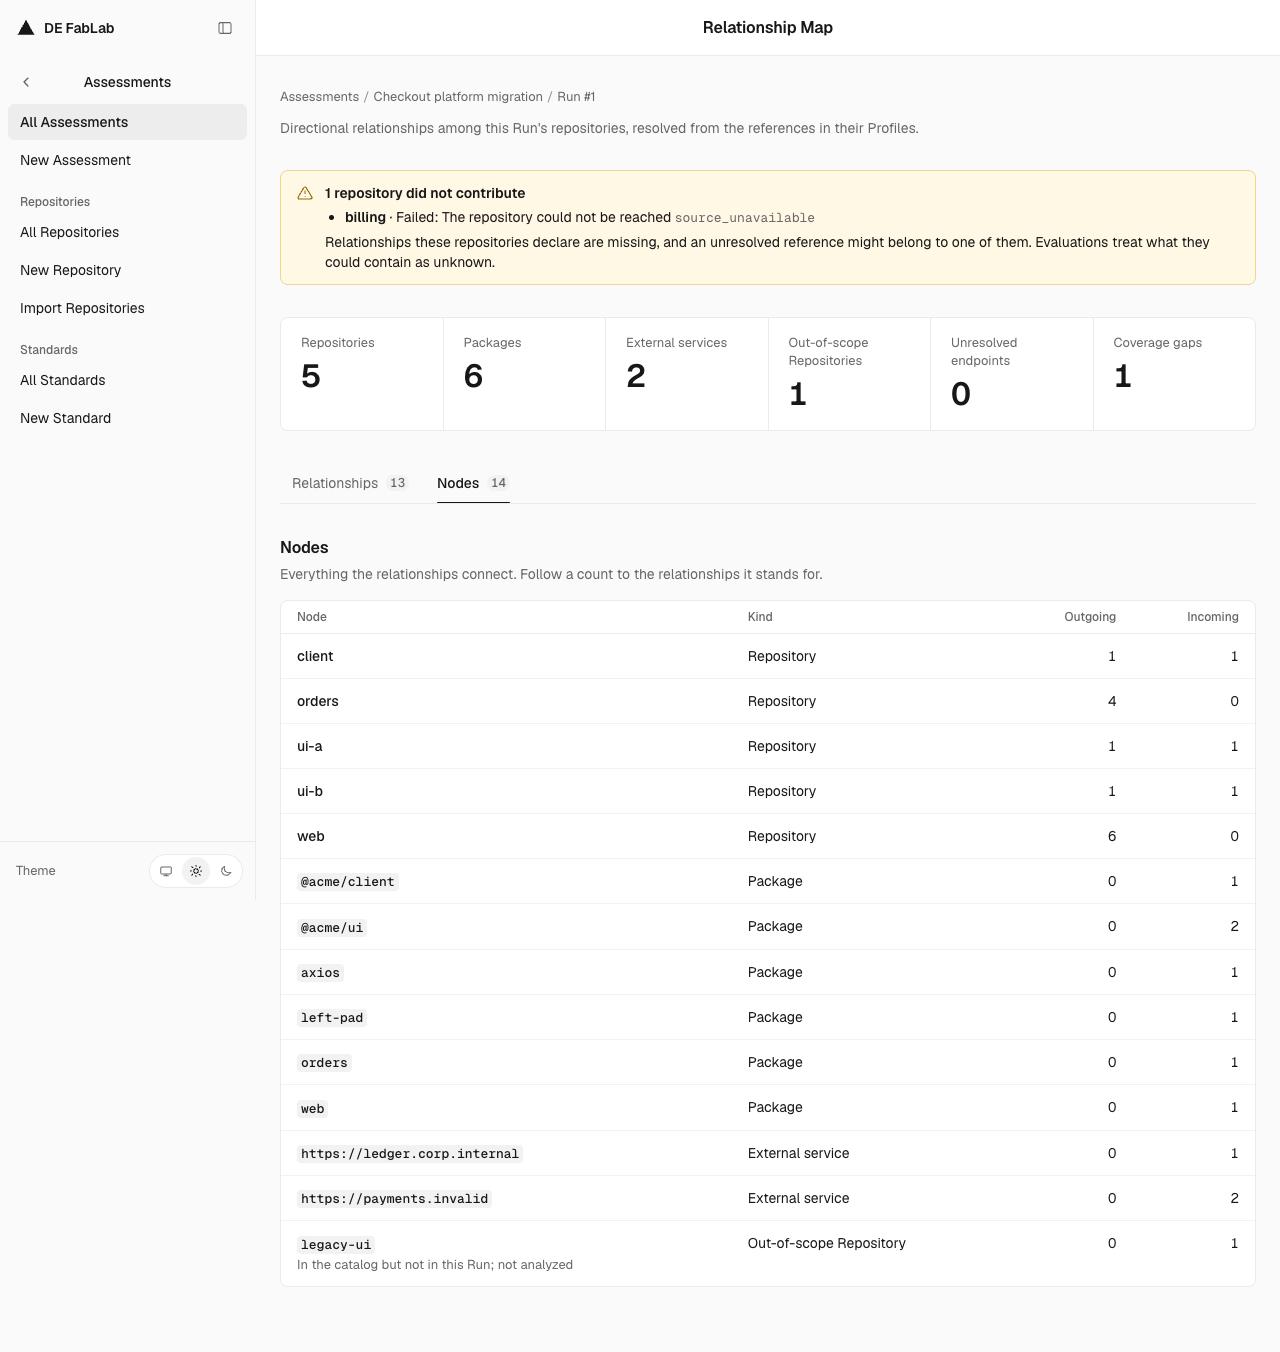 DE FabLab
Relationship Map
Assessments
All Assessments
New Assessment
Repositories
All Repositories
New Repository
Import Repositories
Standards
All Standards
New Standard
Theme
Assessments / Checkout platform migration / Run #1
Directional relationships among this Run's repositories, resolved from the references in their Profiles.
1 repository did not contribute
• billing · Failed: The repository could not be reached source_unavailable
Relationships these repositories declare are missing, and an unresolved reference might belong to one of them. Evaluations treat what they
could contain as unknown.
Repositories
5
Packages
6
External services
2
Out-of-scope
Repositories
1
Unresolved
endpoints
0
Coverage gaps
1
Relationships 13 Nodes 14
Nodes
Everything the relationships connect. Follow a count to the relationships it stands for.
Node Kind Outgoing Incoming
client Repository 1 1
orders Repository 4 0
ui-a Repository 1 1
ui-b Repository 1 1
web Repository 6 0
@acme/client Package 0 1
@acme/ui Package 0 2
axios Package 0 1
left-pad Package 0 1
orders Package 0 1
web Package 0 1
https://ledger.corp.internal External service 0 1
https://payments.invalid External service 0 2
legacy-ui Out-of-scope Repository 0 1
In the catalog but not in this Run; not analyzed